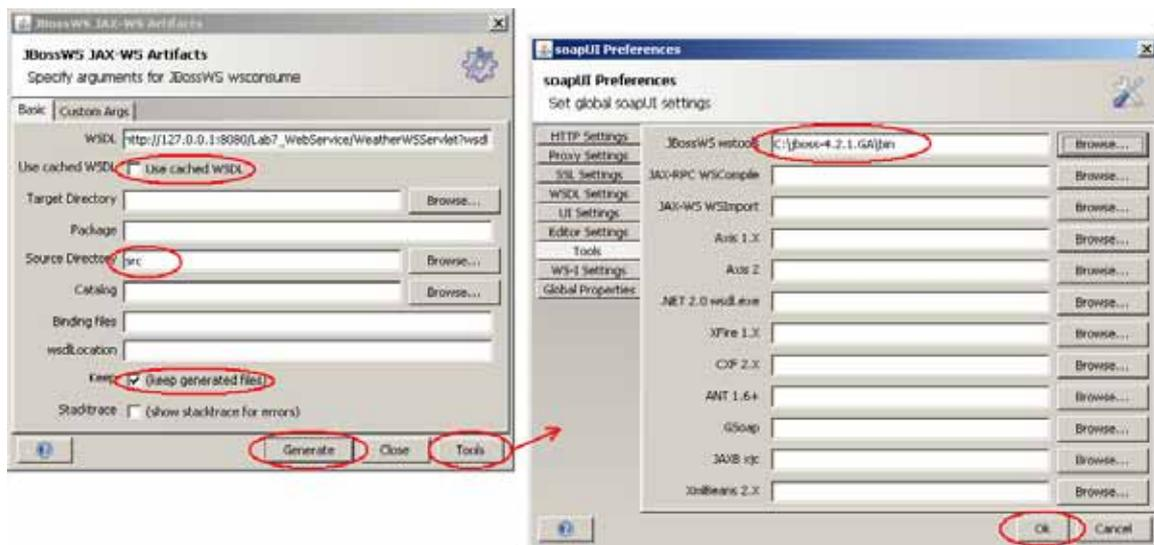 JBossWS JAX-WS Artifacts
JBossWS JAX-WS Artifacts
Specify arguments for JBossWS wsconsume
Basic
Custom Args
WSDL http://127.0.0.1:8080/Lab7_WebService/WeatherWSServlet?wsdl
Use cached WSDL Use cached WSDL
Target Directory Browse...
Package
Source Directory src Browse...
Catalog Browse...
Binding files
wsdlLocation
Keep (keep generated files)
Stacktrace (show stacktrace for errors)
Generate Close Tools
soapUI Preferences
soapUI Preferences
Set global soapUI settings
HTTP Settings
Proxy Settings
SSL Settings
WSDL Settings
UI Settings
Editor Settings
Tools
WS-I Settings
Global Properties
JBossWS wstools C:\jboss-4.2.1.GA\bin Browse...
JAX-RPC WSCompile Browse...
JAX-WS WSImport Browse...
Axis 1.X Browse...
Axis 2 Browse...
.NET 2.0 wsdl.exe Browse...
XFire 1.X Browse...
CXF 2.X Browse...
ANT 1.6+ Browse...
GSoap Browse...
JAXB xjc Browse...
XmlBeans 2.X Browse...
Ok Cancel